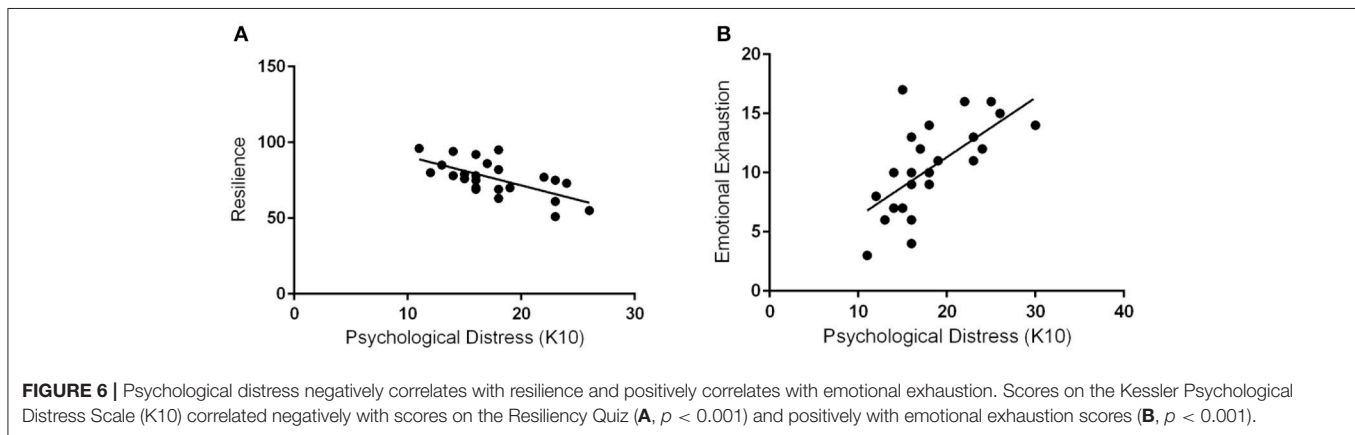 A
150
100
50
0
Resilience
0 10 20 30
Psychological Distress (K10)
B
20
15
10
5
0
Emotional Exhaustion
0 10 20 30 40
Psychological Distress (K10)
FIGURE 6 | Psychological distress negatively correlates with resilience and positively correlates with emotional exhaustion. Scores on the Kessler Psychological
Distress Scale (K10) correlated negatively with scores on the Resiliency Quiz (A, p < 0.001) and positively with emotional exhaustion scores (B, p < 0.001).